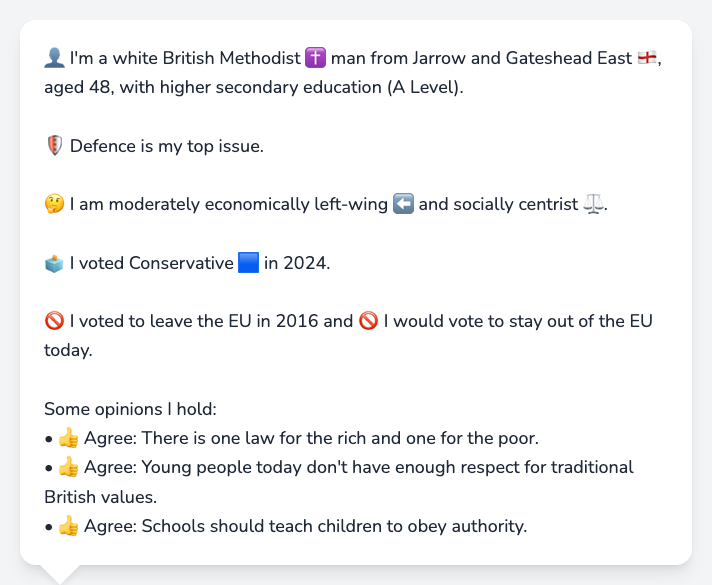 👤 I'm a white British Methodist ✝️ man from Jarrow and Gateshead East 🏴󠁧󠁢󠁥󠁮󠁧󠁿,
aged 48, with higher secondary education (A Level).
🛡️ Defence is my top issue.
🤔 I am moderately economically left-wing ⬅️ and socially centrist ⚖️.
🗳️ I voted Conservative 🟦 in 2024.
🚫 I voted to leave the EU in 2016 and 🚫 I would vote to stay out of the EU
today.
Some opinions I hold:
• 👍 Agree: There is one law for the rich and one for the poor.
• 👍 Agree: Young people today don't have enough respect for traditional
British values.
• 👍 Agree: Schools should teach children to obey authority.